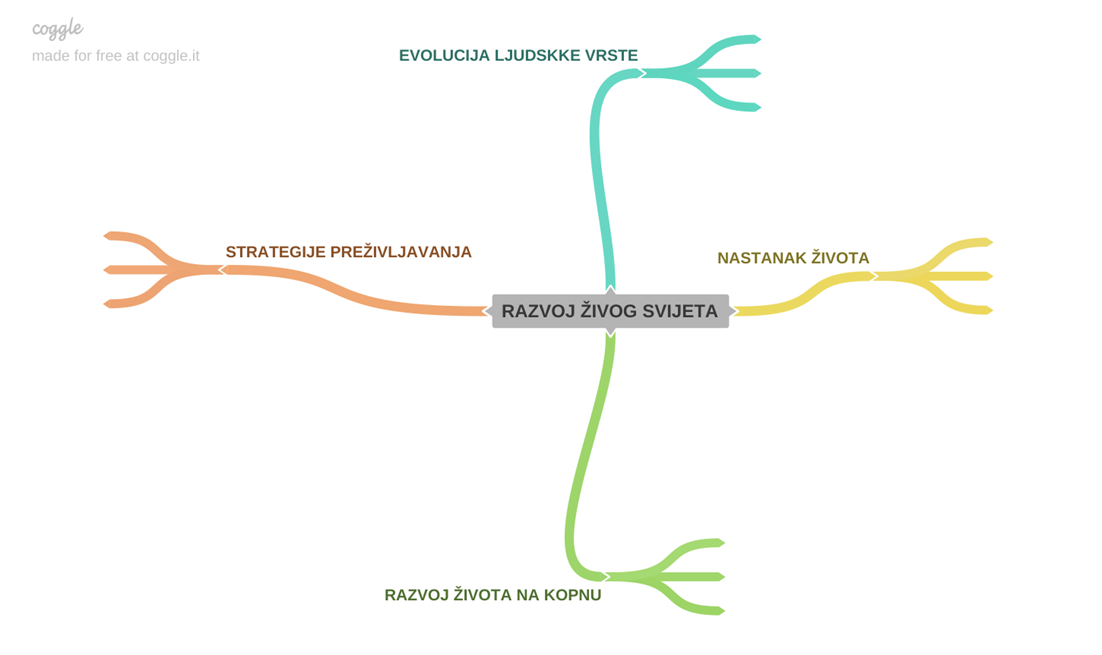 coggle
made for free at coggle.it
EVOLUCIJA LJUDSKKE VRSTE
STRATEGIJE PREŽIVLJAVANJA
NASTANAK ŽIVOTA
RAZVOJ ŽIVOG SVIJETA
RAZVOJ ŽIVOTA NA KOPNU